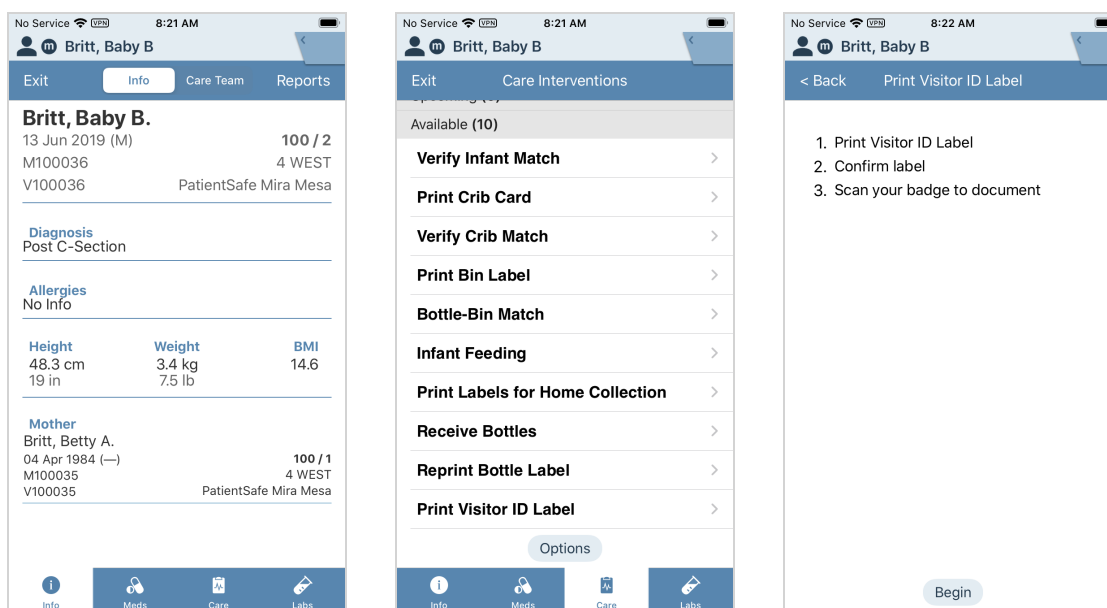 No Service VPN 8:21 AM
m Britt, Baby B
Exit Info Care Team Reports
Britt, Baby B.
13 Jun 2019 (M) 100 / 2
M100036 4 WEST
V100036 PatientSafe Mira Mesa
Diagnosis
Post C-Section
Allergies
No Info
Height Weight BMI
48.3 cm 3.4 kg 14.6
19 in 7.5 lb
Mother
Britt, Betty A.
04 Apr 1984 (—) 100 / 1
M100035 4 WEST
V100035 PatientSafe Mira Mesa
Info Meds Care Labs
No Service VPN 8:21 AM
m Britt, Baby B
Exit Care Interventions
Available (10)
Verify Infant Match
Print Crib Card
Verify Crib Match
Print Bin Label
Bottle-Bin Match
Infant Feeding
Print Labels for Home Collection
Receive Bottles
Reprint Bottle Label
Print Visitor ID Label
Options
Info Meds Care Labs
No Service VPN 8:22 AM
m Britt, Baby B
< Back Print Visitor ID Label
1. Print Visitor ID Label
2. Confirm label
3. Scan your badge to document
Begin